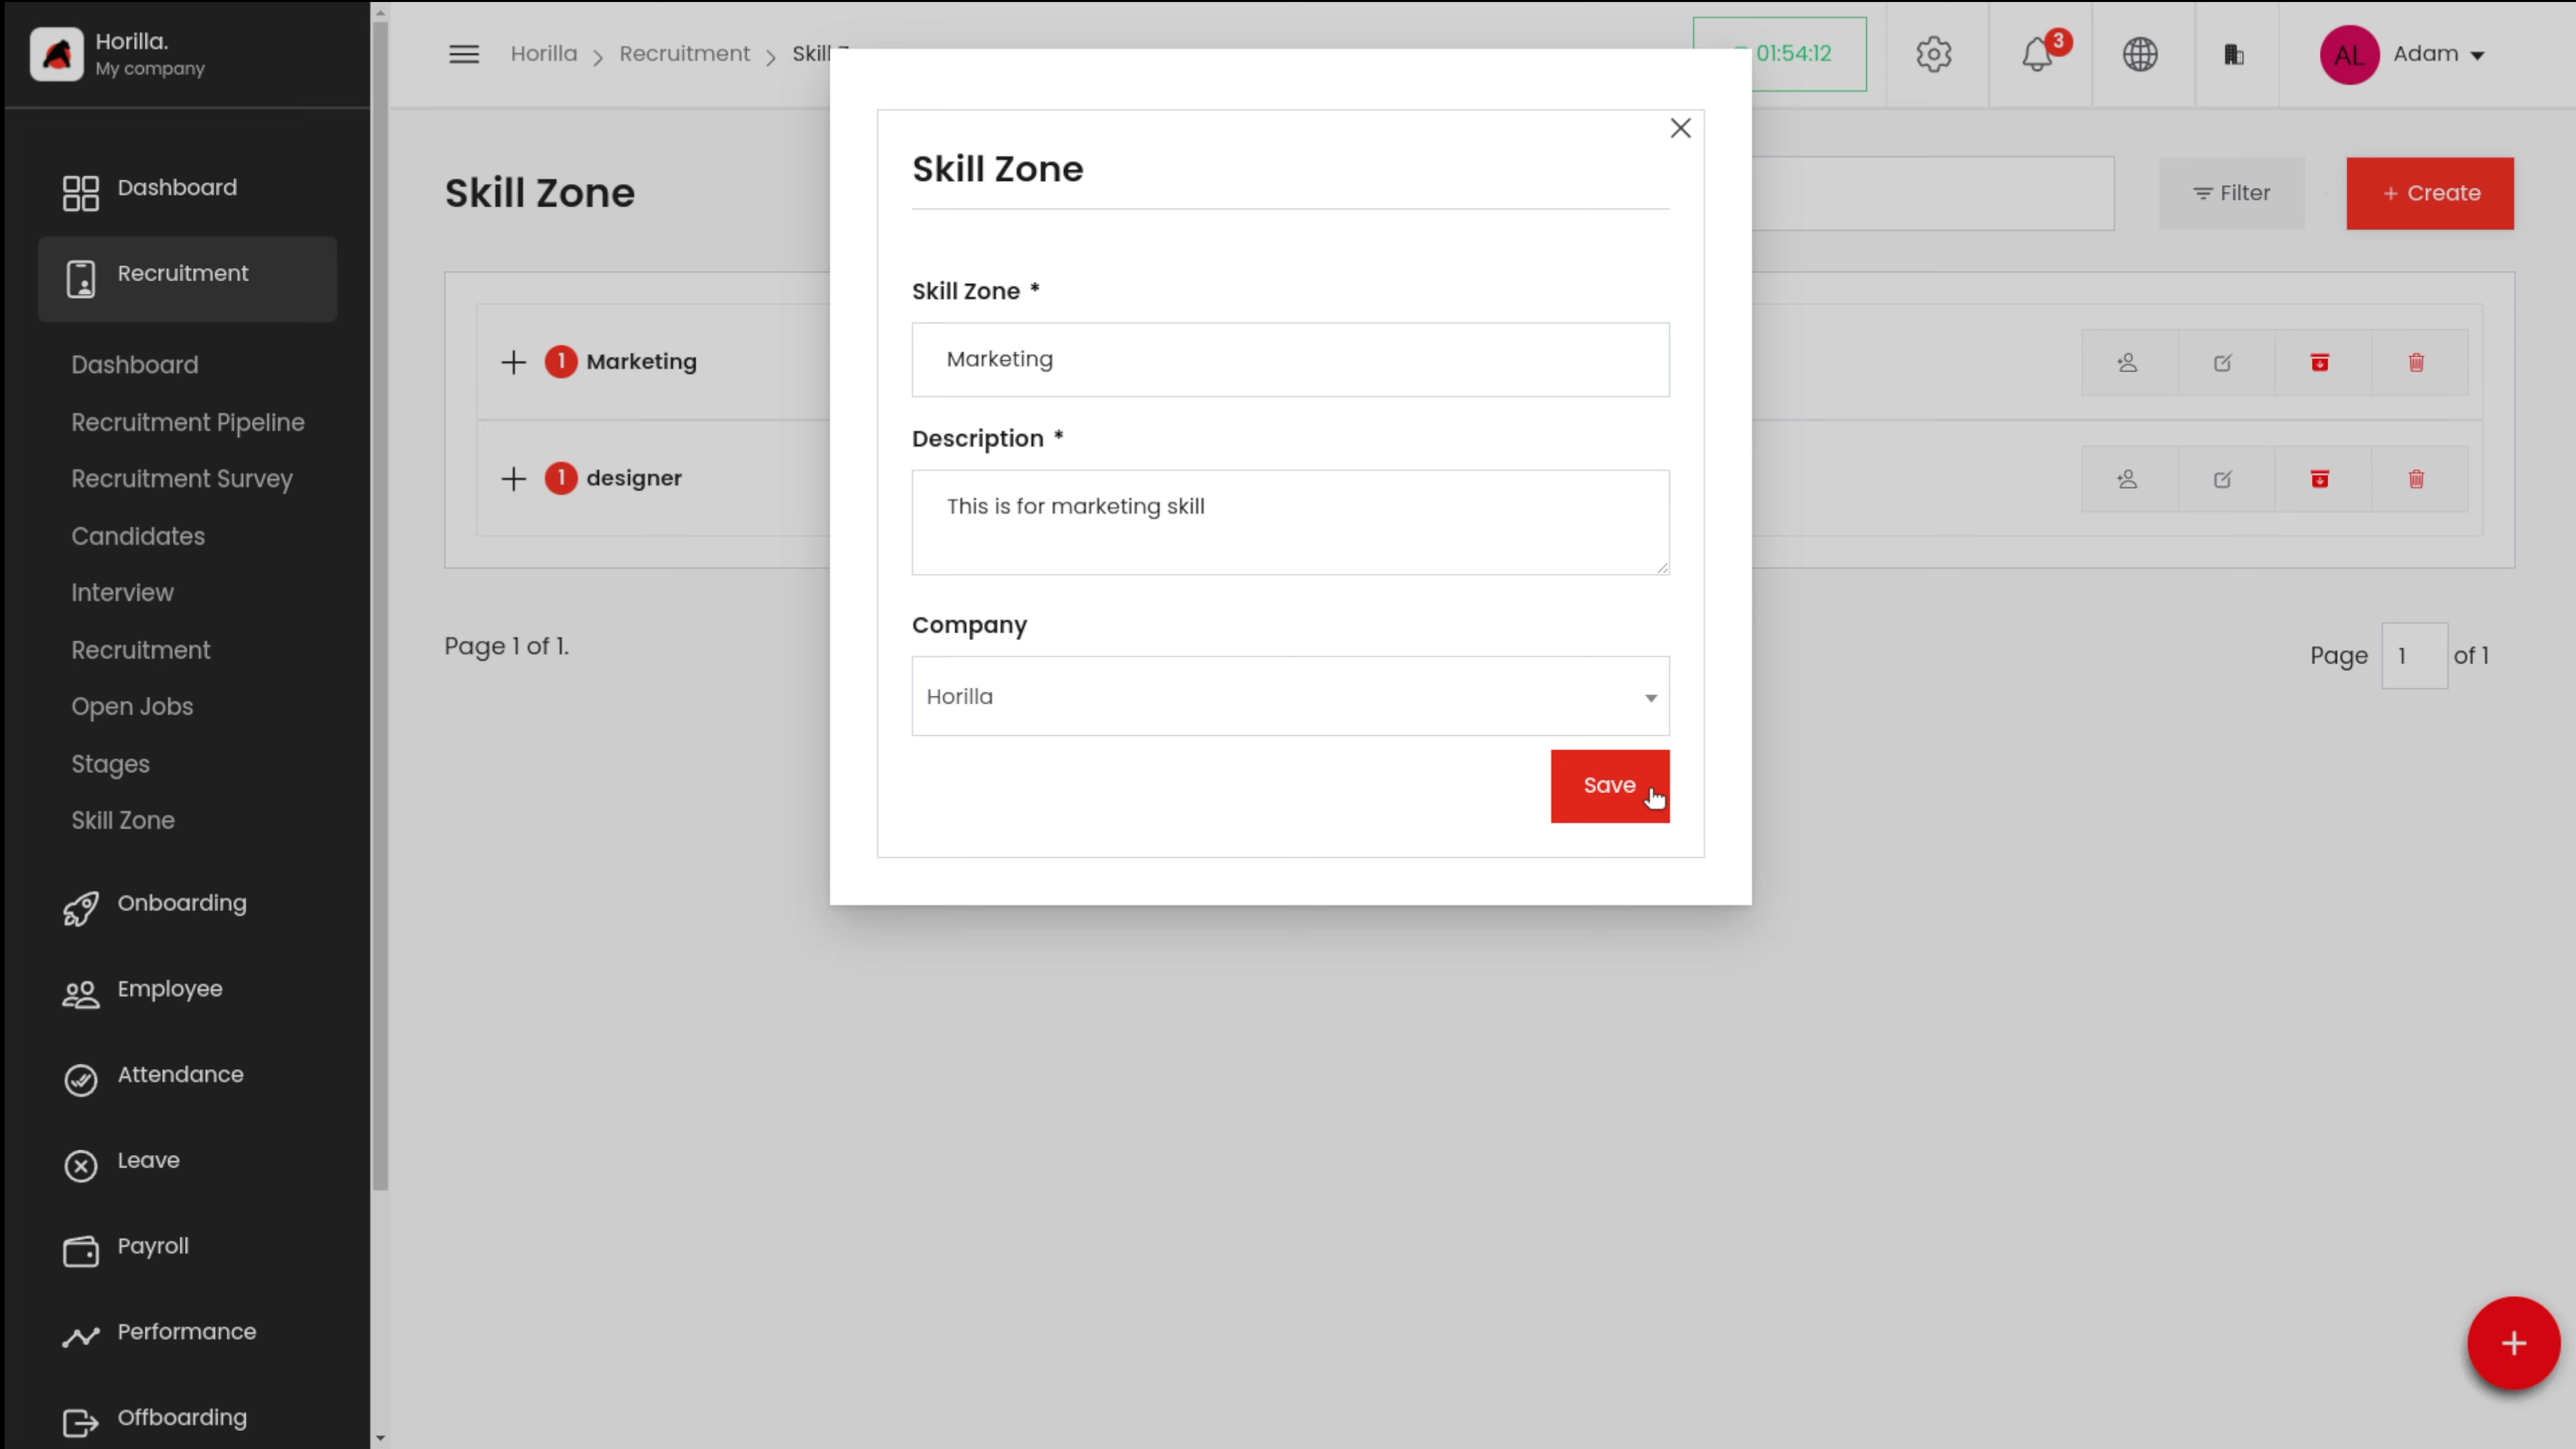 Horilla.
My company
Dashboard
Recruitment
Dashboard
Recruitment Pipeline
Recruitment Survey
Candidates
Interview
Recruitment
Open Jobs
Stages
Skill Zone
Onboarding
Employee
Attendance
Leave
Payroll
Performance
Offboarding
Horilla > Recruitment > Skill
01:54:12
3
AL
Adam
Skill Zone
Filter
+ Create
1 Marketing
1 designer
Page 1 of 1.
Page 1 of 1
Skill Zone
Skill Zone *
Marketing
Description *
This is for marketing skill
Company
Horilla
Save